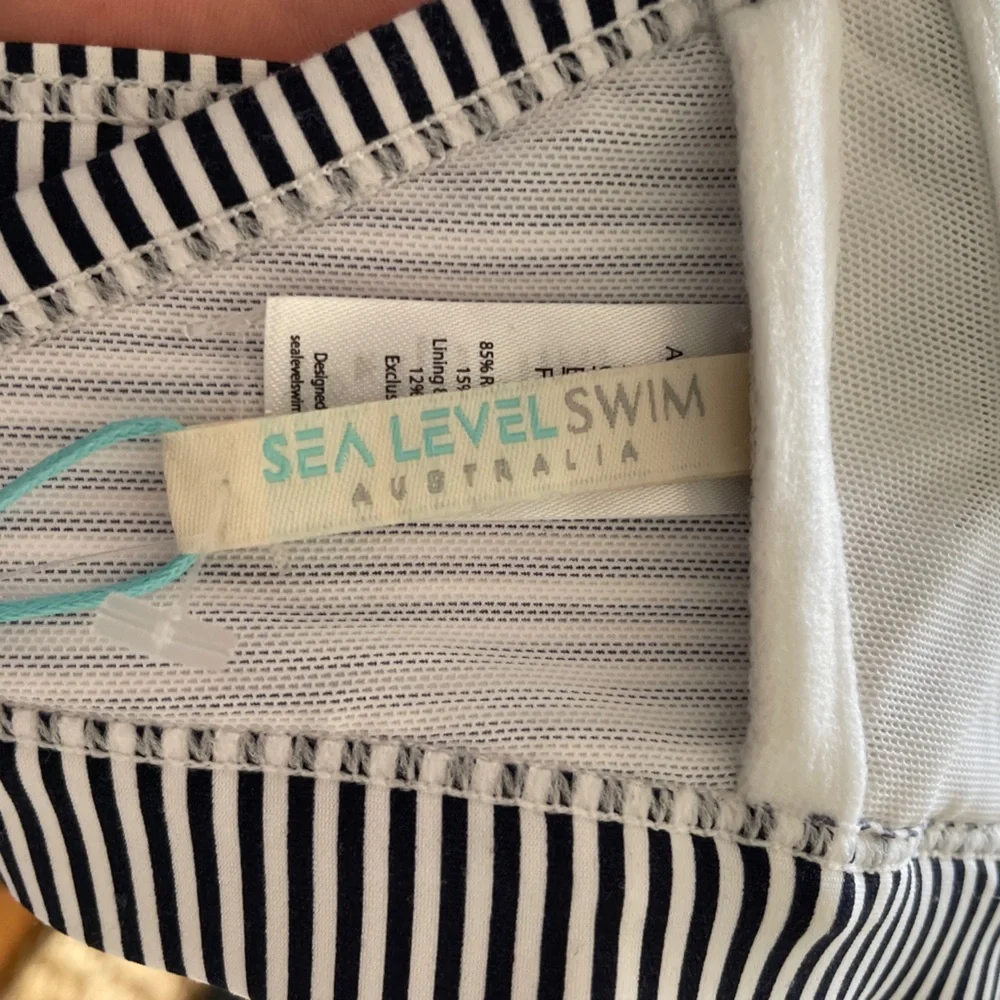 SEA LEVEL SWIM
AUSTRALIA
A
F
85% R
15%
Lining &
12%
Exclus
Designed
sealevelswim